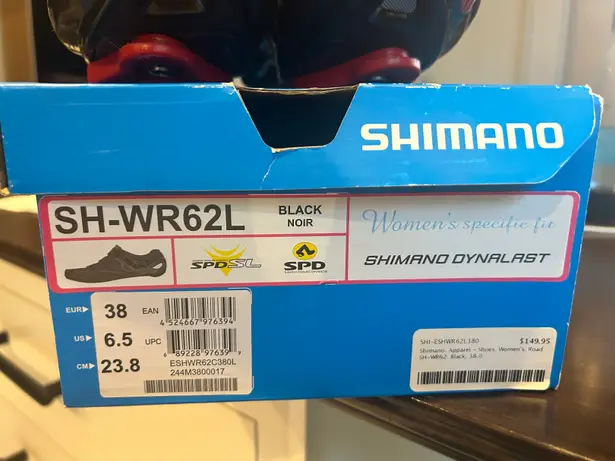 SHIMANO
SH-WR62L
BLACK
NOIR
Women's specific fit
SPD-SL
SPD
SHIMANO DYNALAST
EUR 38 EAN
4 524667 976394
US 6.5 UPC
6 89228 97639 9
CM 23.8
ESHWR62C380L
244M3800017
SHI-ESHWR62L380 $149.95
Shimano, Apparel - Shoes, Women's, Road
SH-WR62, Black, 38.0